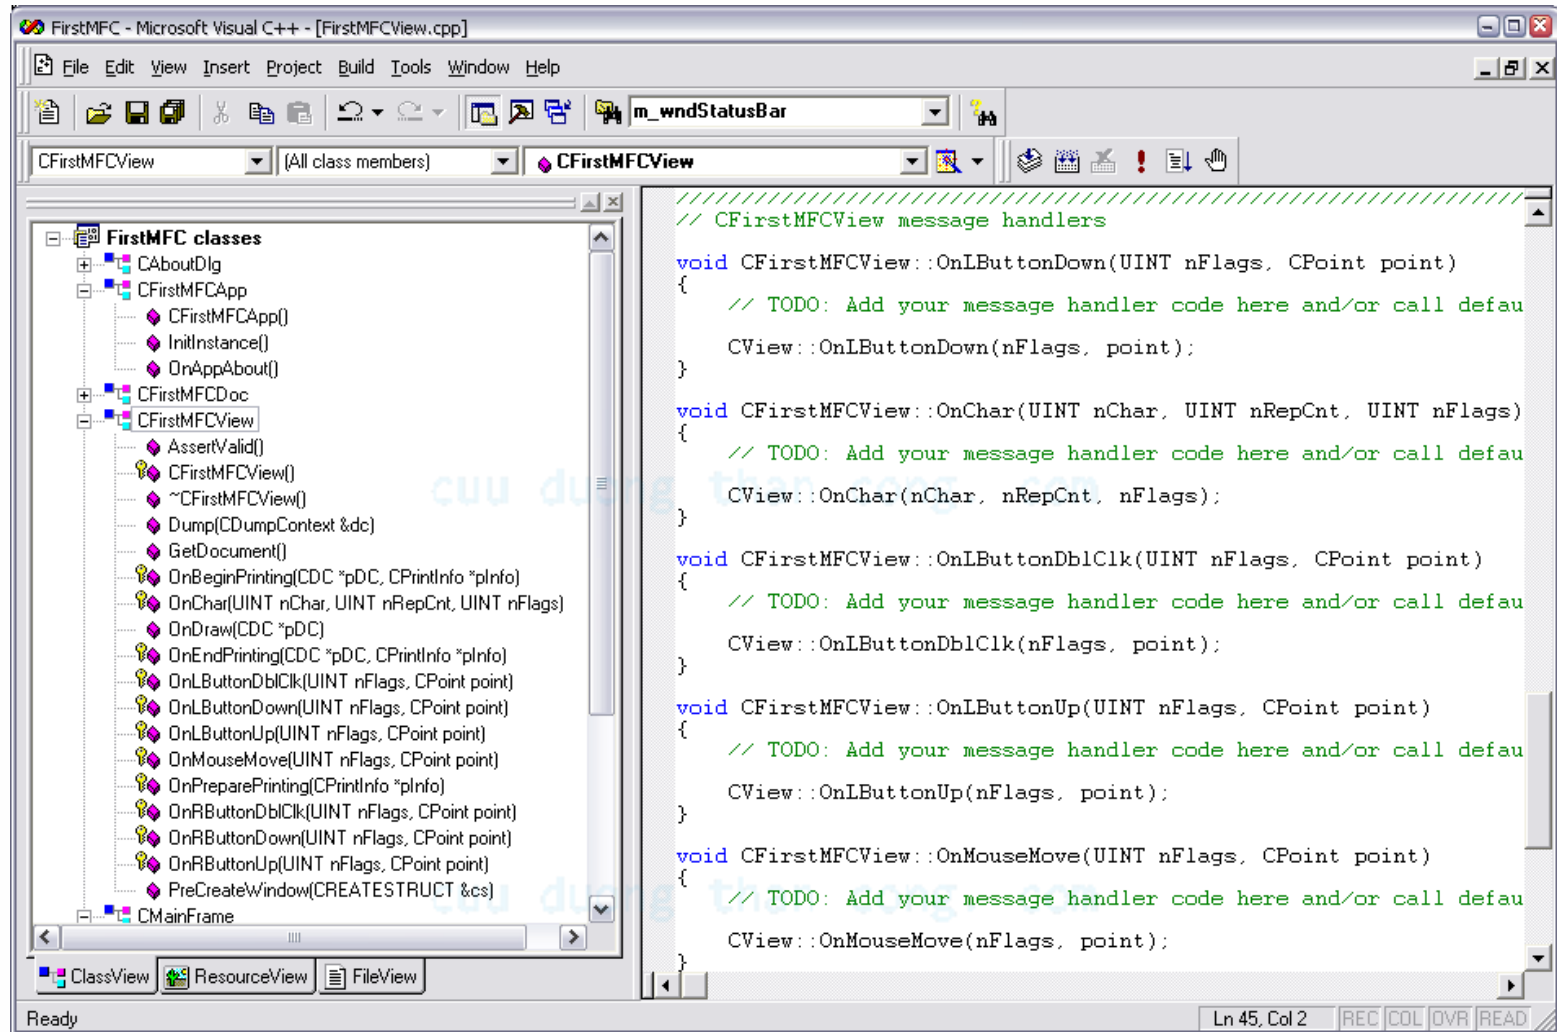 FirstMFC - Microsoft Visual C++ - [FirstMFCView.cpp]
File Edit View Insert Project Build Tools Window Help
m_wndStatusBar
CFirstMFCView (All class members) CFirstMFCView
FirstMFC classes
CAboutDlg
CFirstMFCApp
CFirstMFCApp()
InitInstance()
OnAppAbout()
CFirstMFCDoc
CFirstMFCView
AssertValid()
CFirstMFCView()
~CFirstMFCView()
Dump(CDumpContext &dc)
GetDocument()
OnBeginPrinting(CDC *pDC, CPrintInfo *pInfo)
OnChar(UINT nChar, UINT nRepCnt, UINT nFlags)
OnDraw(CDC *pDC)
OnEndPrinting(CDC *pDC, CPrintInfo *pInfo)
OnLButtonDblClk(UINT nFlags, CPoint point)
OnLButtonDown(UINT nFlags, CPoint point)
OnLButtonUp(UINT nFlags, CPoint point)
OnMouseMove(UINT nFlags, CPoint point)
OnPreparePrinting(CPrintInfo *pInfo)
OnRButtonDblClk(UINT nFlags, CPoint point)
OnRButtonDown(UINT nFlags, CPoint point)
OnRButtonUp(UINT nFlags, CPoint point)
PreCreateWindow(CREATESTRUCT &cs)
CMainFrame
ClassView ResourceView FileView
//////////////////////////////////////////////////////////////////
// CFirstMFCView message handlers
void CFirstMFCView::OnLButtonDown(UINT nFlags, CPoint point)
{
// TODO: Add your message handler code here and/or call defau
CView::OnLButtonDown(nFlags, point);
}
void CFirstMFCView::OnChar(UINT nChar, UINT nRepCnt, UINT nFlags)
{
// TODO: Add your message handler code here and/or call defau
CView::OnChar(nChar, nRepCnt, nFlags);
}
void CFirstMFCView::OnLButtonDblClk(UINT nFlags, CPoint point)
{
// TODO: Add your message handler code here and/or call defau
CView::OnLButtonDblClk(nFlags, point);
}
void CFirstMFCView::OnLButtonUp(UINT nFlags, CPoint point)
{
// TODO: Add your message handler code here and/or call defau
CView::OnLButtonUp(nFlags, point);
}
void CFirstMFCView::OnMouseMove(UINT nFlags, CPoint point)
{
// TODO: Add your message handler code here and/or call defau
CView::OnMouseMove(nFlags, point);
}
cuu duong than cong . com
cuu duong than cong . com
Ready Ln 45, Col 2 REC COL OVR READ